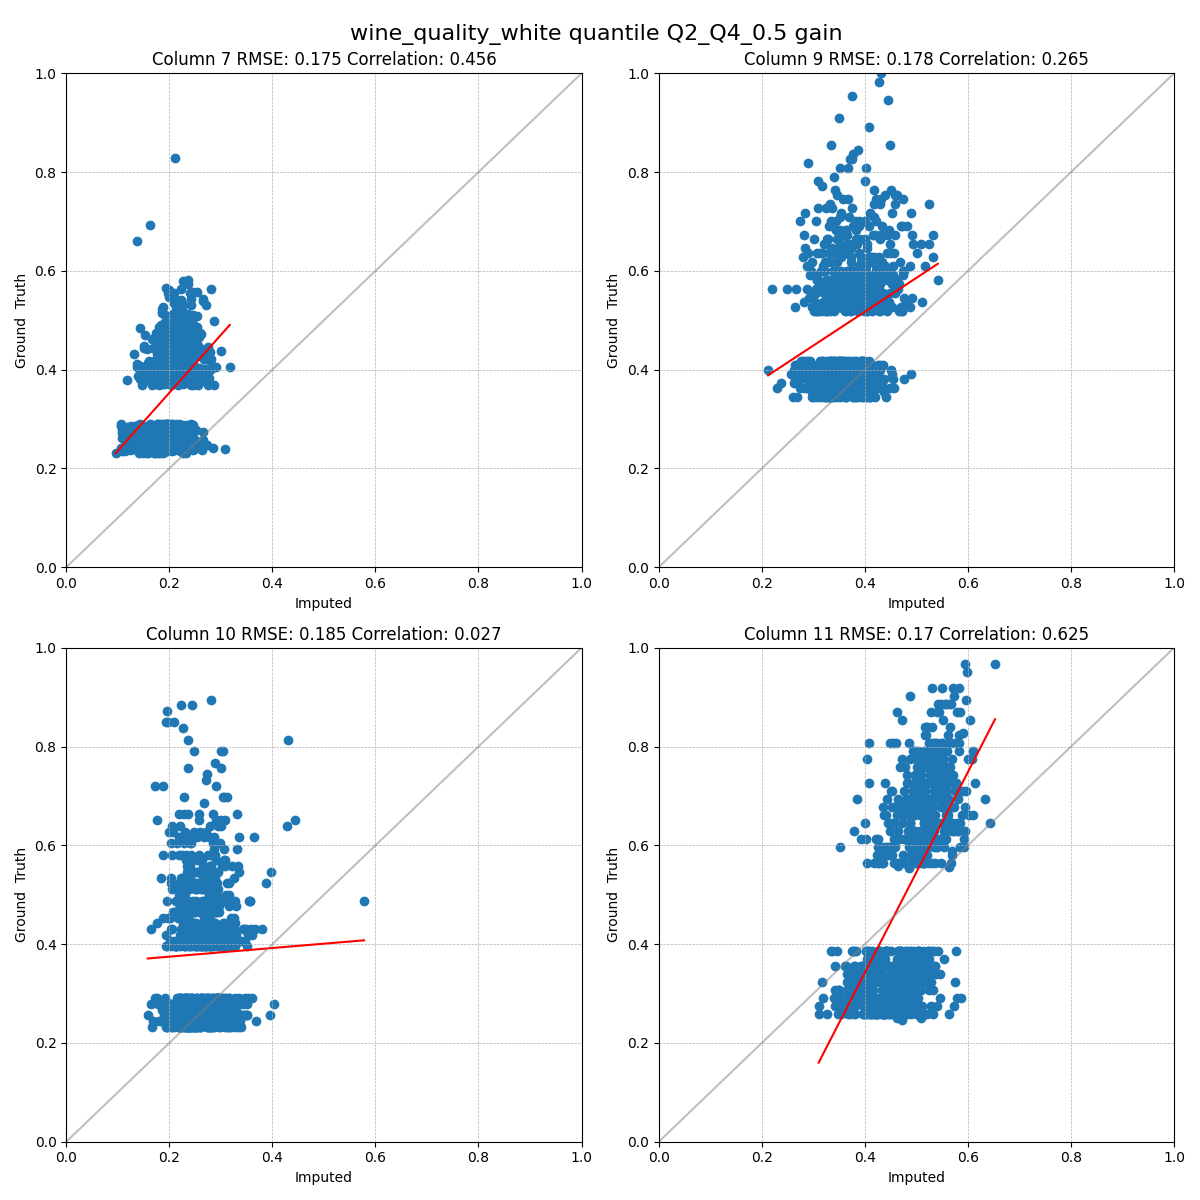 wine_quality_white quantile Q2_Q4_0.5 gain
Column 7 RMSE: 0.175 Correlation: 0.456
1.0
0.8
0.6
0.4
0.2
0.0
Ground Truth
0.0 0.2 0.4 0.6 0.8 1.0
Imputed
Column 9 RMSE: 0.178 Correlation: 0.265
1.0
0.8
0.6
0.4
0.2
0.0
Ground Truth
0.0 0.2 0.4 0.6 0.8 1.0
Imputed
Column 10 RMSE: 0.185 Correlation: 0.027
1.0
0.8
0.6
0.4
0.2
0.0
Ground Truth
0.0 0.2 0.4 0.6 0.8 1.0
Imputed
Column 11 RMSE: 0.17 Correlation: 0.625
1.0
0.8
0.6
0.4
0.2
0.0
Ground Truth
0.0 0.2 0.4 0.6 0.8 1.0
Imputed